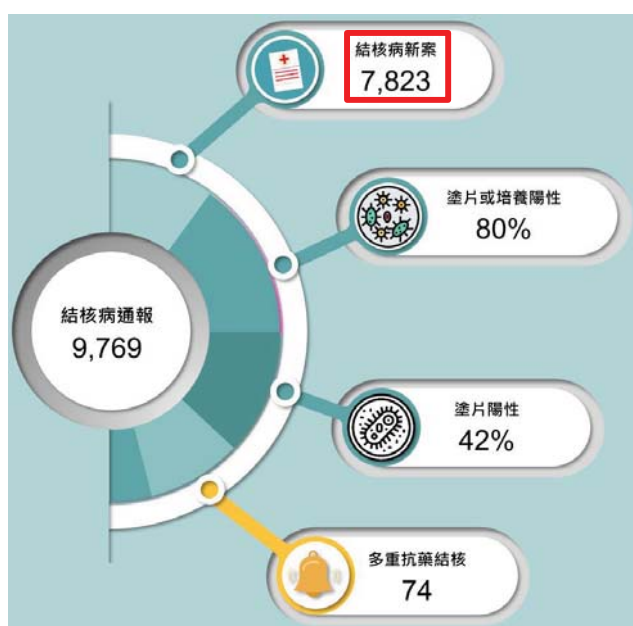 結核病新案
7,823
塗片或培養陽性
80%
結核病通報
9,769
塗片陽性
42%
多重抗藥結核
74